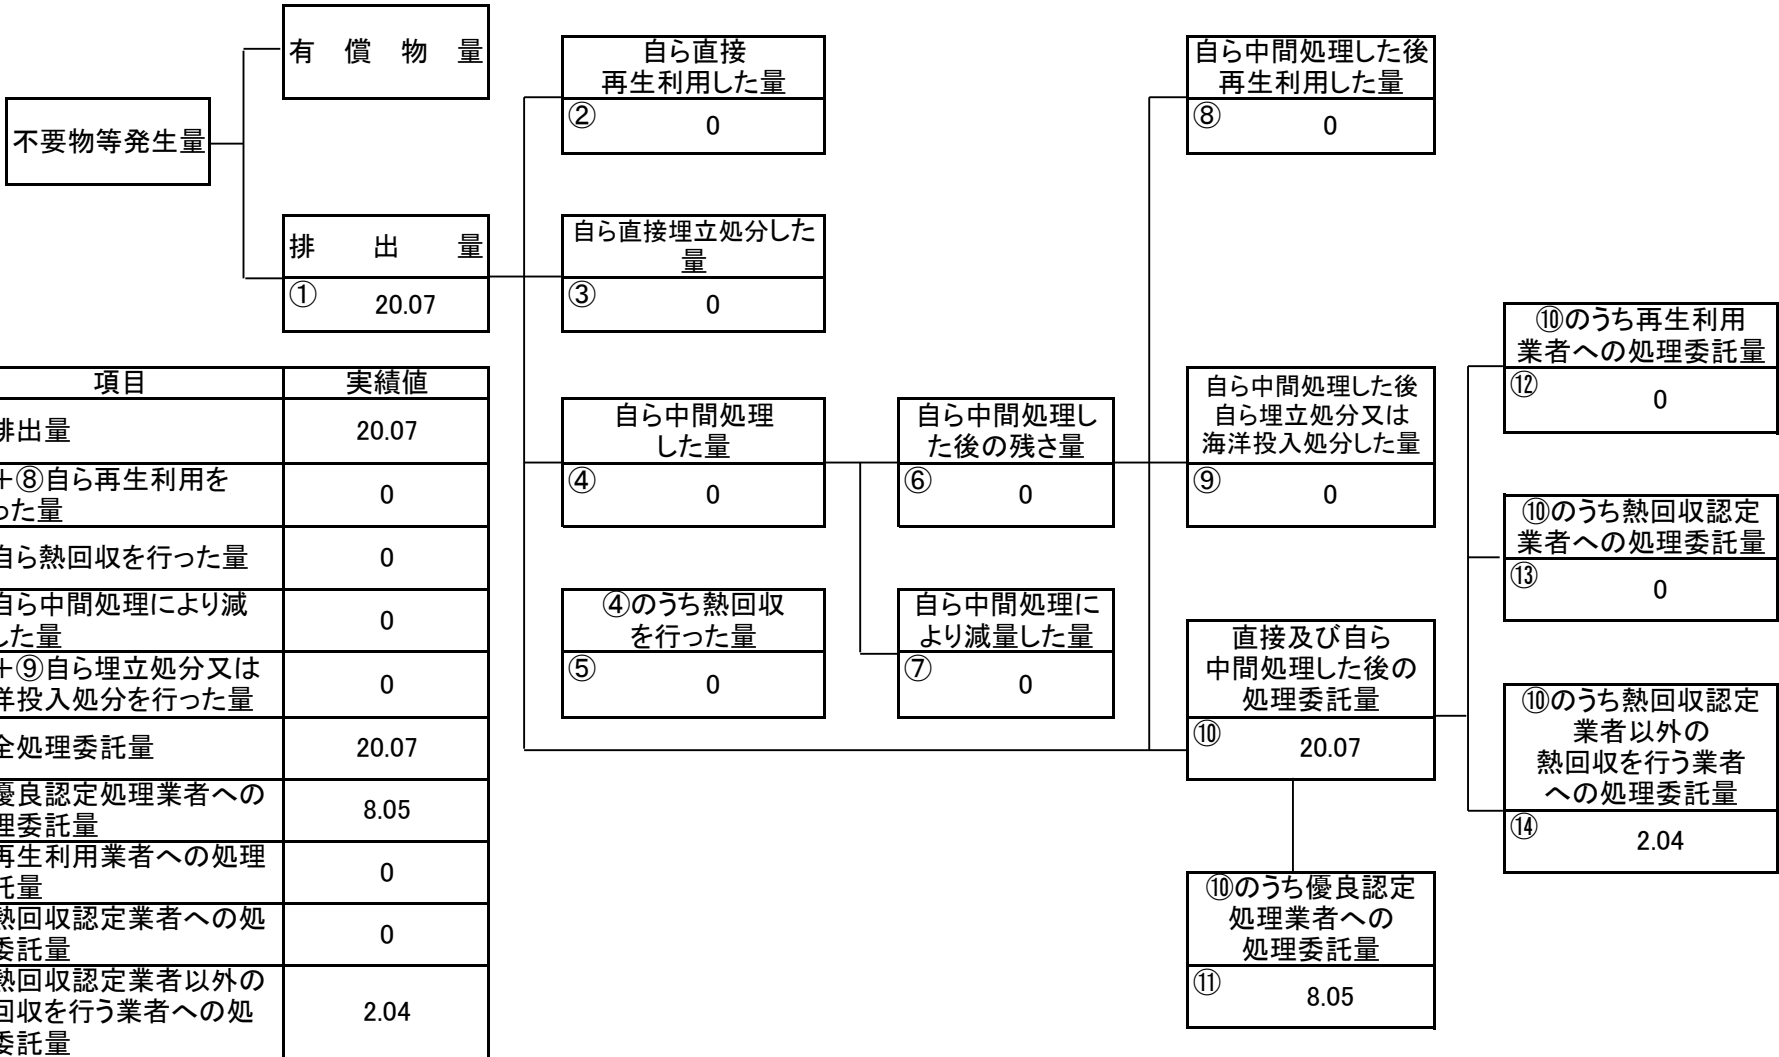 有償物量
不要物等発生量
排出量
①
20.07
自ら直接
再生利用した量
②
0
自ら直接埋立処分した
量
③
0
自ら中間処理
した量
④
0
④のうち熱回収
を行った量
⑤
0
自ら中間処理し
た後の残さ量
⑥
0
自ら中間処理に
より減量した量
⑦
0
自ら中間処理した後
再生利用した量
⑧
0
自ら中間処理した後
自ら埋立処分又は
海洋投入処分した量
⑨
0
直接及び自ら
中間処理した後の
処理委託量
⑩
20.07
⑩のうち優良認定
処理業者への
処理委託量
⑪
8.05
⑩のうち再生利用
業者への処理委託量
⑫
0
⑩のうち熱回収認定
業者への処理委託量
⑬
0
⑩のうち熱回収認定
業者以外の
熱回収を行う業者
への処理委託量
⑭
2.04
項目
実績値
排出量
20.07
+⑧自ら再生利用を
った量
0
自ら熱回収を行った量
0
自ら中間処理により減
した量
0
+⑨自ら埋立処分又は
洋投入処分を行った量
0
全処理委託量
20.07
優良認定処理業者への
理委託量
8.05
再生利用業者への処理
託量
0
熱回収認定業者への処
委託量
0
熱回収認定業者以外の
回収を行う業者への処
委託量
2.04